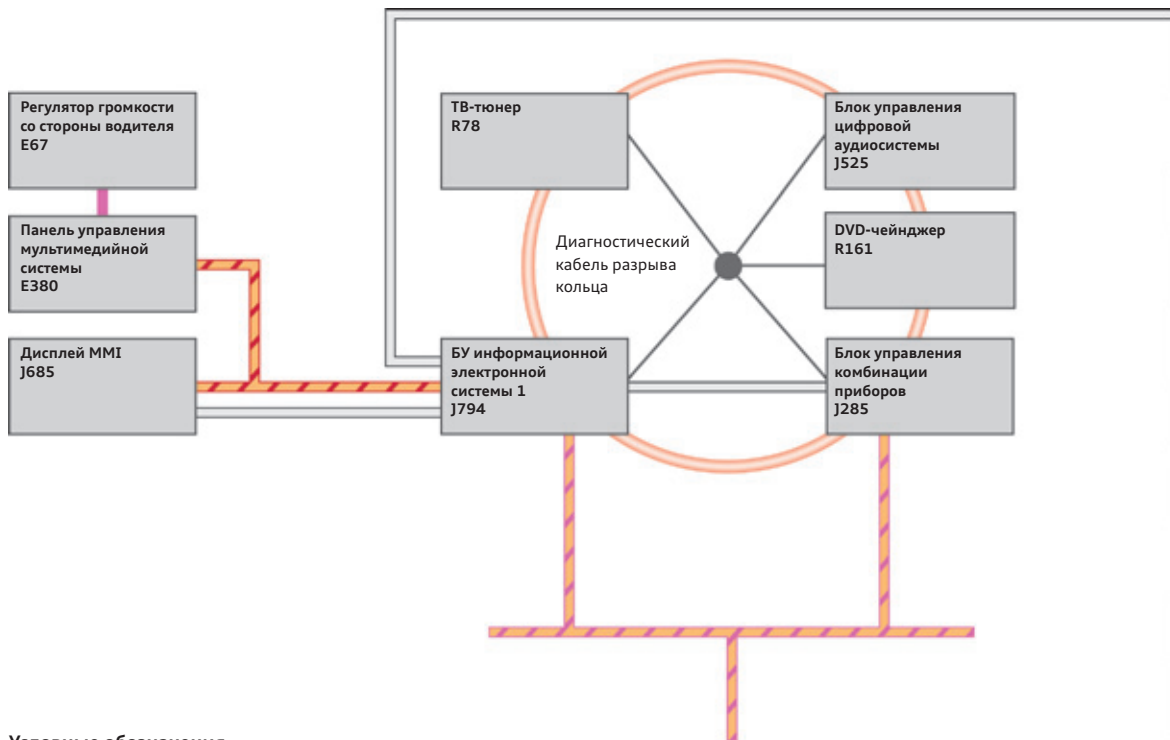 Регулятор громкости
со стороны водителя
E67
Панель управления
мультимедийной
системы
E380
Дисплей MMI
J685
ТВ-тюнер
R78
Блок управления
цифровой
аудиосистемы
J525
Диагностический
кабель разрыва
кольца
DVD-чейнджер
R161
БУ информационной
электронной
системы 1
J794
Блок управления
комбинации
приборов
J285
Условные обозначения